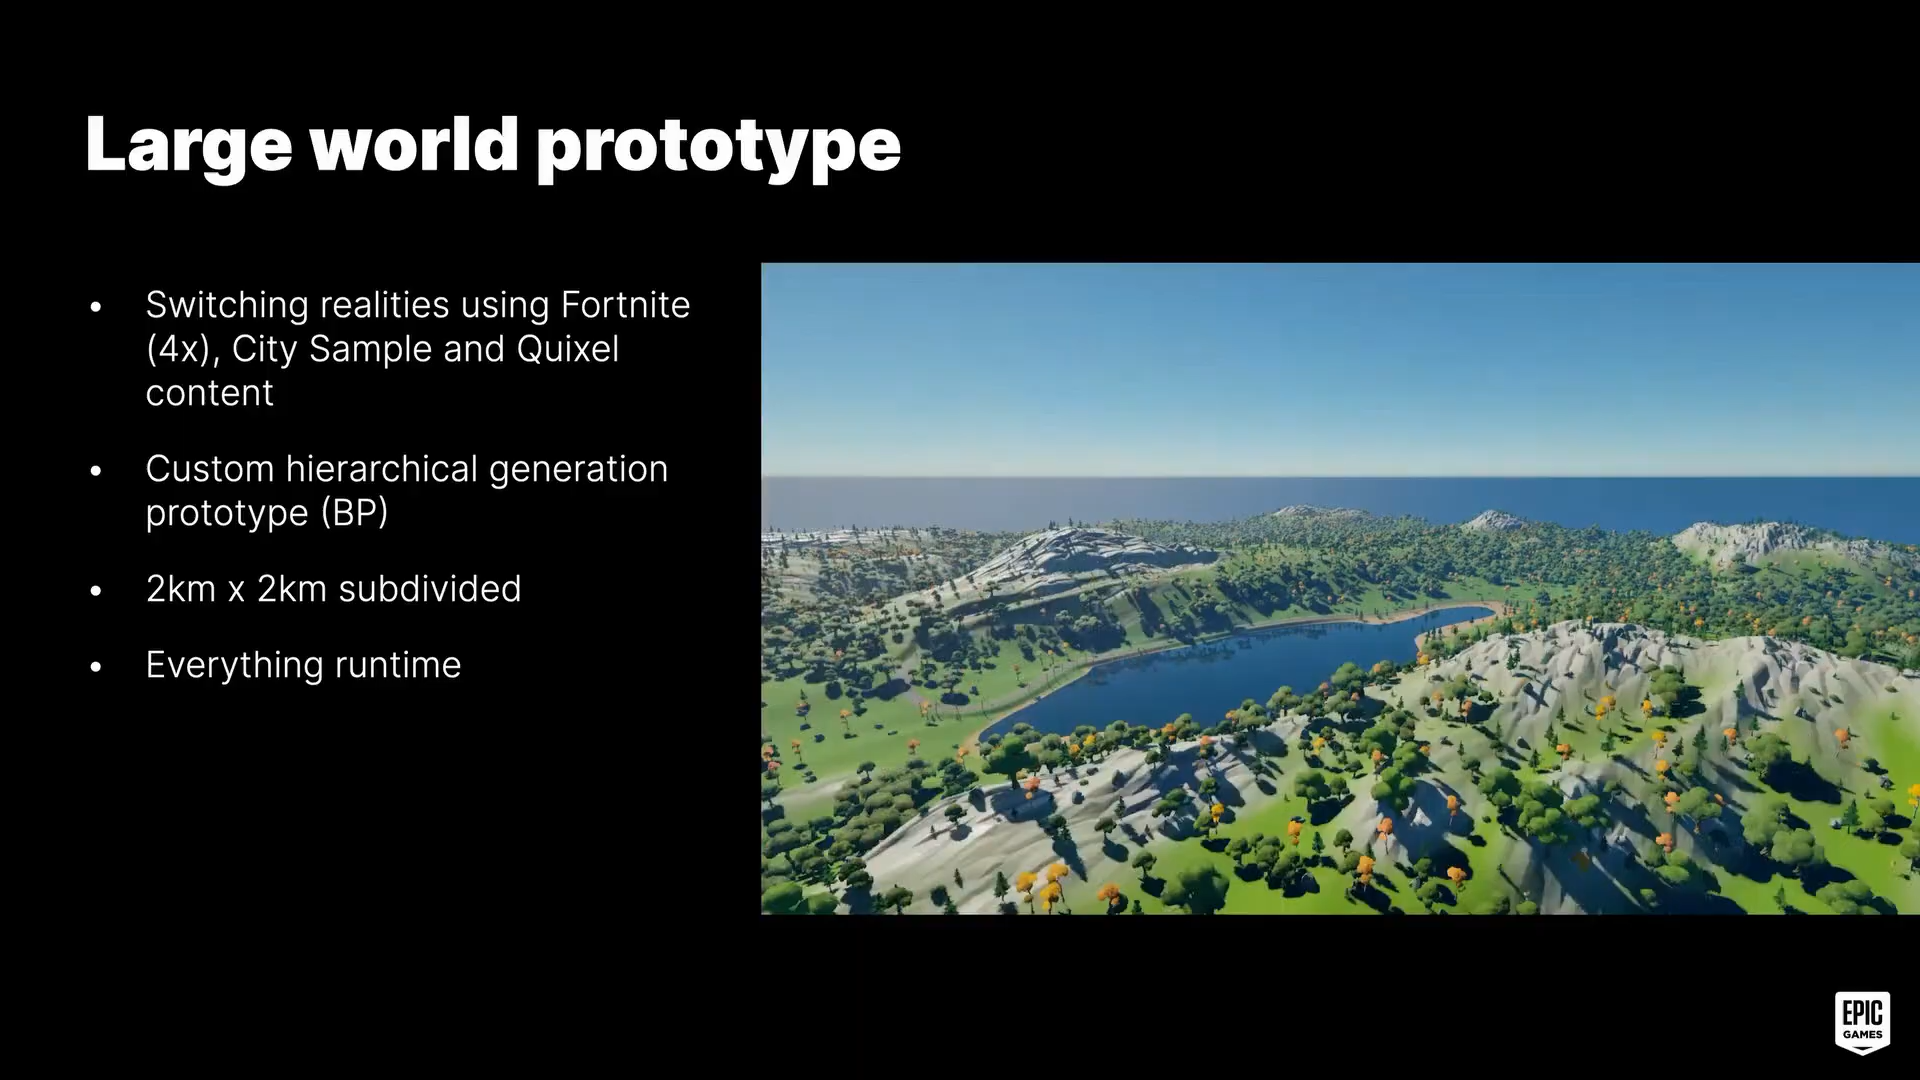 Large world prototype
• Switching realities using Fortnite
(4x), City Sample and Quixel
content
• Custom hierarchical generation
prototype (BP)
• 2km x 2km subdivided
• Everything runtime
EPIC
GAMES